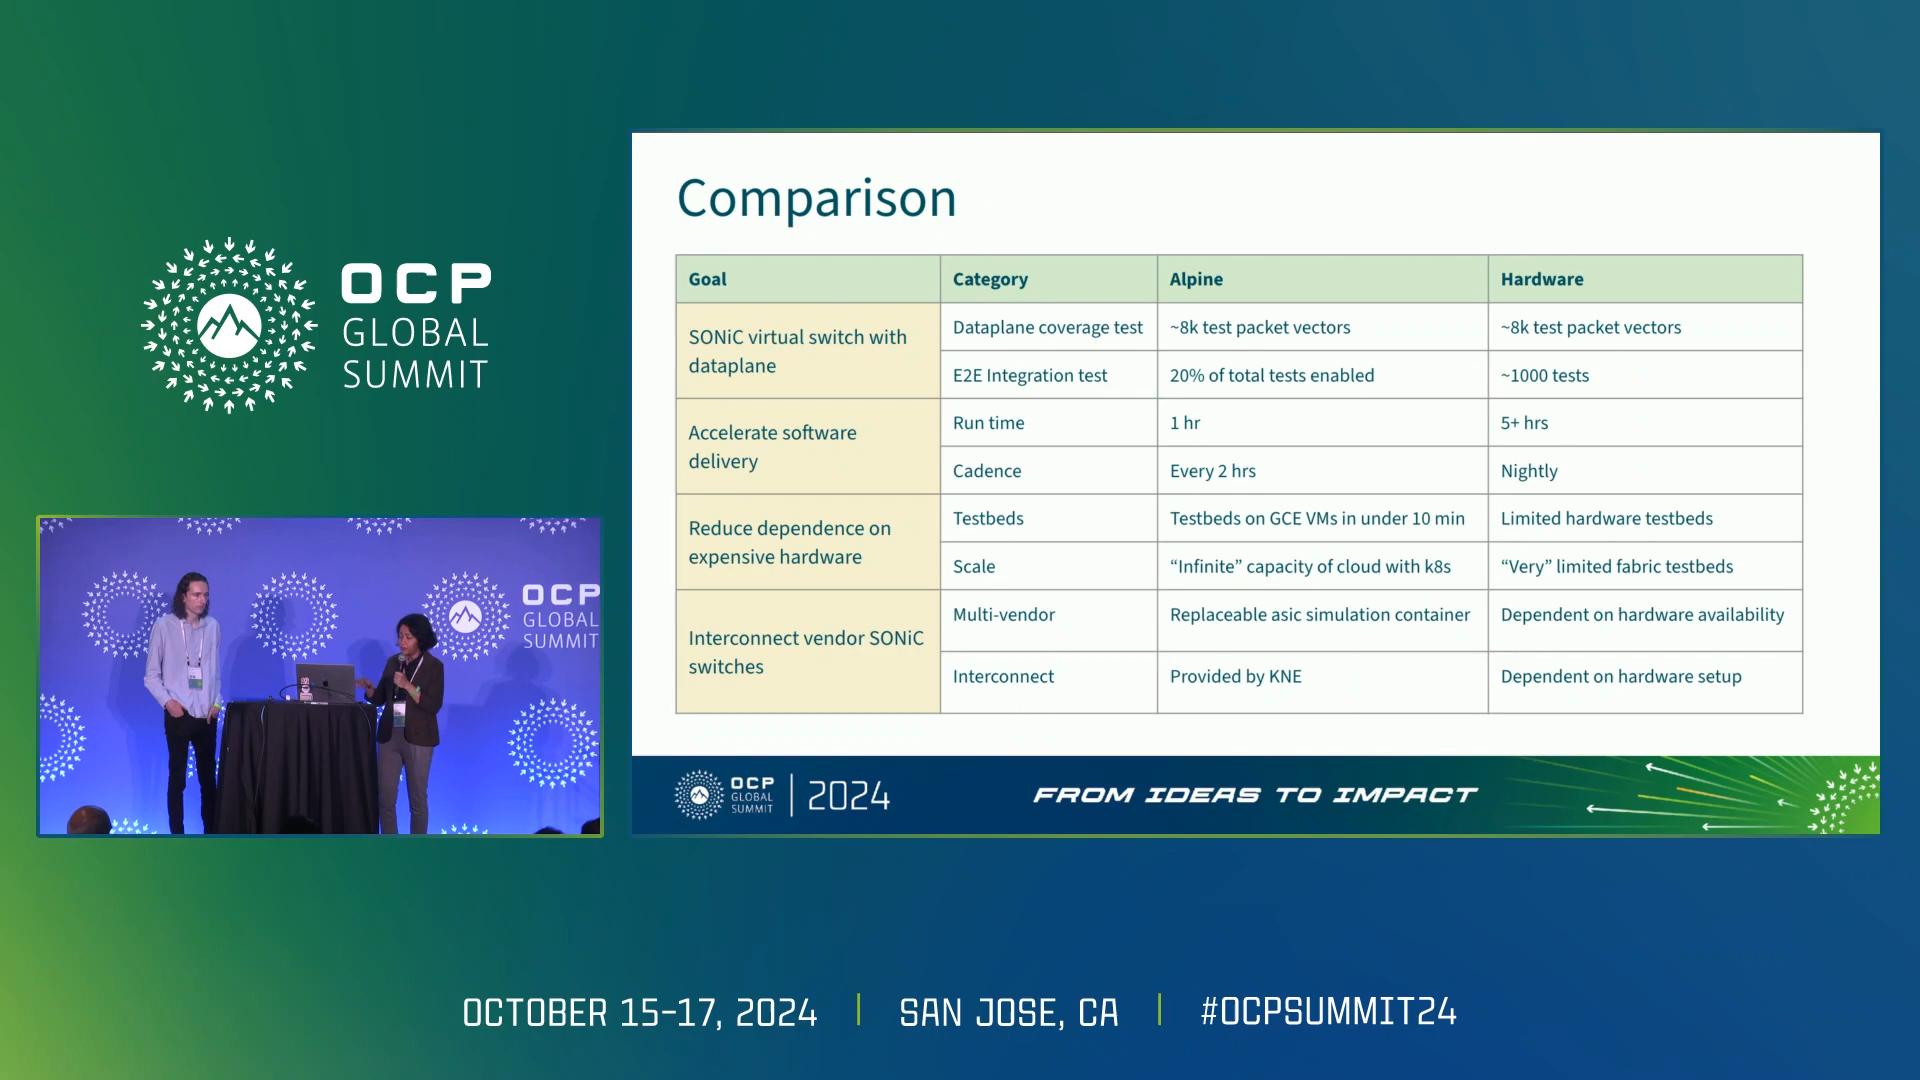 OCP
GLOBAL
SUMMIT
OCP
GLOBAL
SUMMIT
Comparison
Goal
Category
Alpine
Hardware
SONiC virtual switch with
dataplane
Dataplane coverage test
~8k test packet vectors
~8k test packet vectors
E2E Integration test
20% of total tests enabled
~1000 tests
Accelerate software
delivery
Run time
1 hr
5+ hrs
Cadence
Every 2 hrs
Nightly
Reduce dependence on
expensive hardware
Testbeds
Testbeds on GCE VMs in under 10 min
Limited hardware testbeds
Scale
“Infinite” capacity of cloud with k8s
“Very” limited fabric testbeds
Interconnect vendor SONiC
switches
Multi-vendor
Replaceable asic simulation container
Dependent on hardware availability
Interconnect
Provided by KNE
Dependent on hardware setup
OCP
GLOBAL
SUMMIT
2024
FROM IDEAS TO IMPACT
OCTOBER 15-17, 2024
SAN JOSE, CA
#OCPSUMMIT24